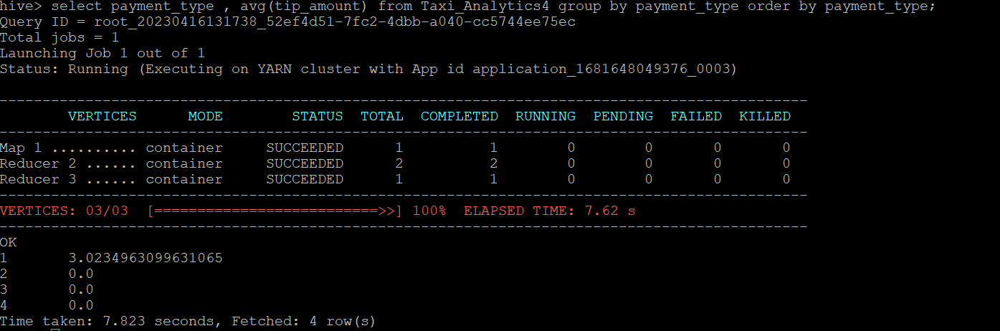 hive> select payment_type , avg(tip_amount) from Taxi_Analytics4 group by payment_type order by payment_type;
Query ID = root_20230416131738_52ef4d51-7fc2-4dbb-a040-cc5744ee75ec
Total jobs = 1
Launching Job 1 out of 1
Status: Running (Executing on YARN cluster with App id application_1681648049376_0003)
----------------------------------------------------------------------------------------------
        VERTICES      MODE        STATUS  TOTAL  COMPLETED  RUNNING  PENDING  FAILED  KILLED
----------------------------------------------------------------------------------------------
Map 1 .......... container     SUCCEEDED      1          1        0        0       0       0
Reducer 2 ...... container     SUCCEEDED      2          2        0        0       0       0
Reducer 3 ...... container     SUCCEEDED      1          1        0        0       0       0
----------------------------------------------------------------------------------------------
VERTICES: 03/03  [==========================>>] 100%  ELAPSED TIME: 7.62 s
----------------------------------------------------------------------------------------------
OK
1       3.0234963099631065
2       0.0
3       0.0
4       0.0
Time taken: 7.823 seconds, Fetched: 4 row(s)